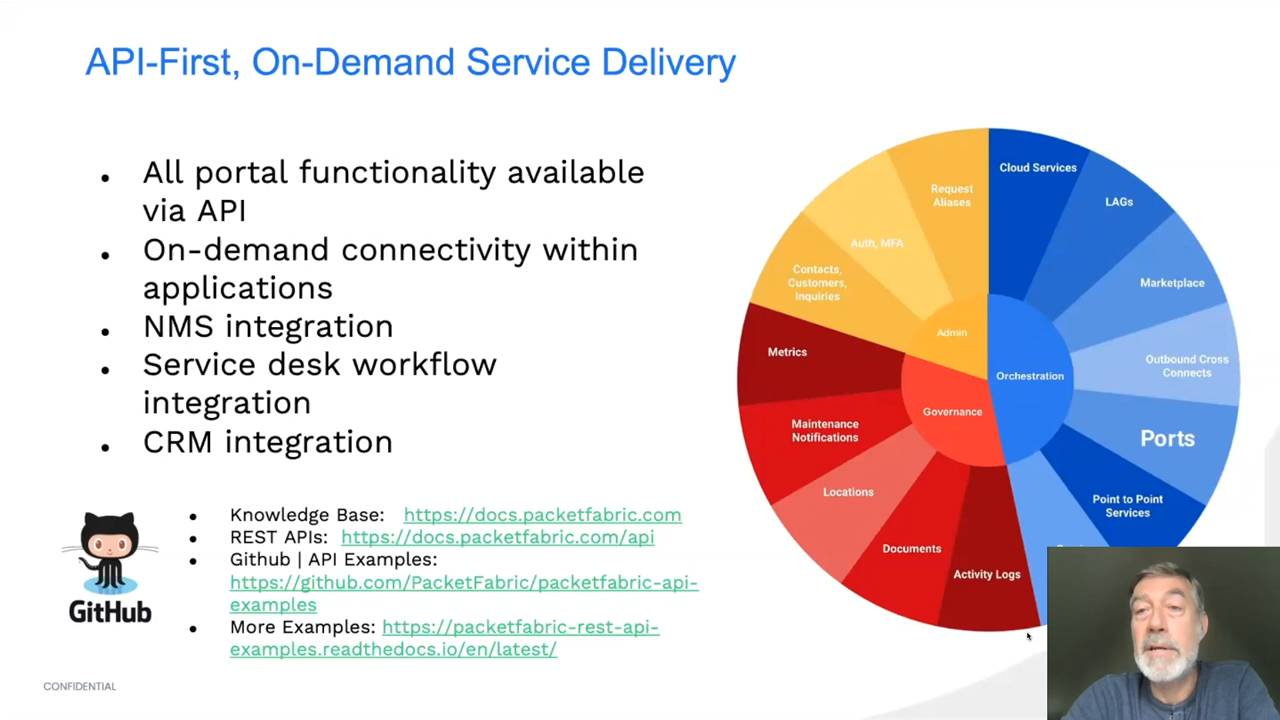 API-First, On-Demand Service Delivery
All portal functionality available
via API
On-demand connectivity within
applications
NMS integration
Service desk workflow
integration
CRM integration
Knowledge Base: https://docs.packetfabric.com
REST APIs: https://docs.packetfabric.com/api
Github | API Examples:
https://github.com/PacketFabric/packetfabric-api-
examples
More Examples: https://packetfabric-rest-api-
examples.readthedocs.io/en/latest/
GitHub
CONFIDENTIAL
Cloud Services
LAGs
Marketplace
Outbound Cross
Connects
Ports
Point to Point
Services
Activity Logs
Documents
Locations
Maintenance
Notifications
Metrics
Contacts,
Customers,
Inquiries
Auth, MFA
Request
Aliases
Admin
Orchestration
Governance